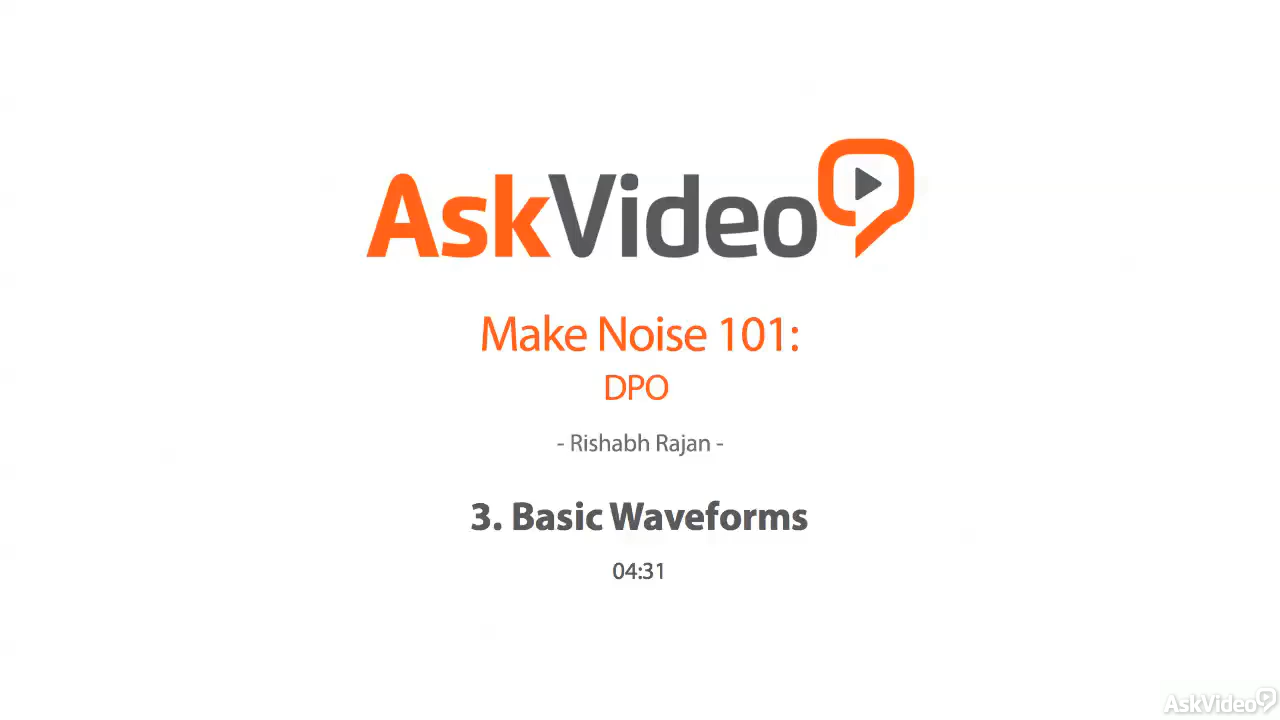 AskVideo
Make Noise 101:
DPO
- Rishabh Rajan -
3. Basic Waveforms
04:31
AskVideo